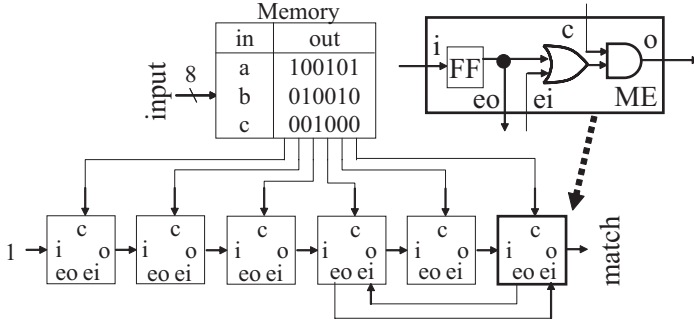 Memory
in out
a 100101
b 010010
c 001000
input
8
i FF c o
eo ei ME
1
c
i o
eo ei
c
i o
eo ei
c
i o
eo ei
c
i o
eo ei
c
i o
eo ei
c
i o
eo ei
match